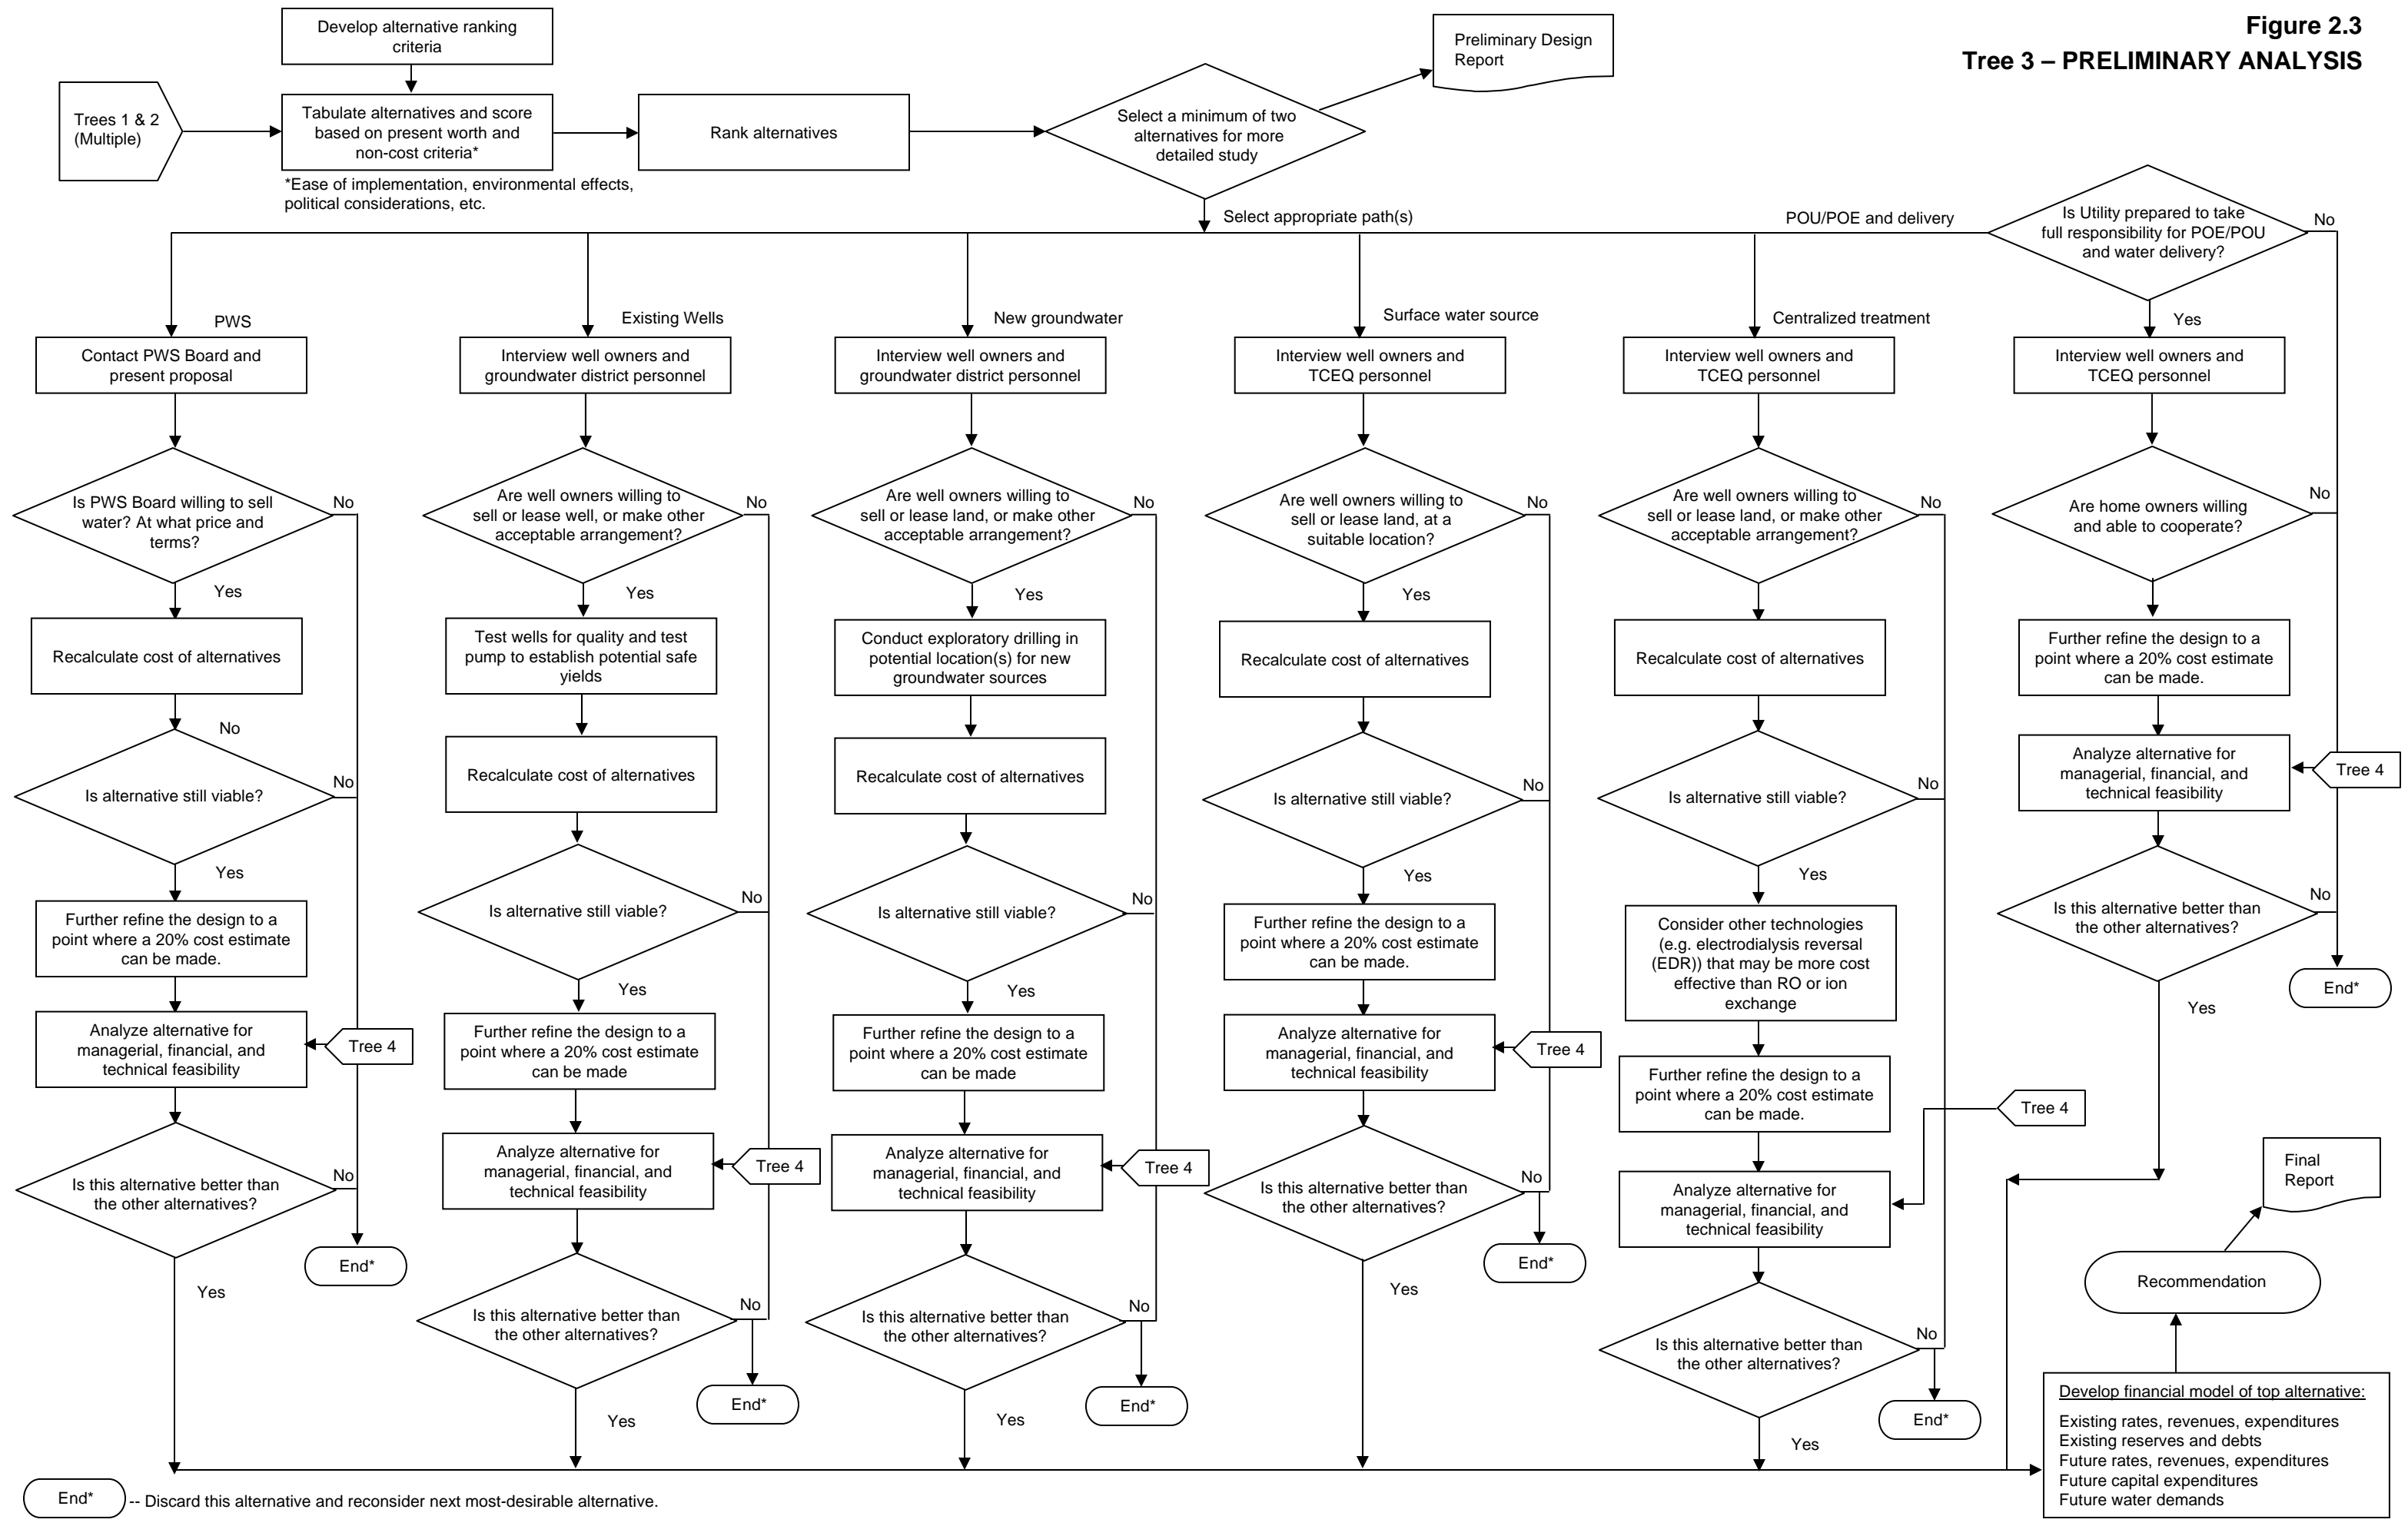 Figure 2.3
Tree 3 – PRELIMINARY ANALYSIS
Develop alternative ranking
criteria
Trees 1 & 2
(Multiple)
Tabulate alternatives and score
based on present worth and
non-cost criteria*
*Ease of implementation, environmental effects,
political considerations, etc.
Rank alternatives
Select a minimum of two
alternatives for more
detailed study
Preliminary Design
Report
Select appropriate path(s)
POU/POE and delivery
Is Utility prepared to take
full responsibility for POE/POU
and water delivery?
No
Yes
PWS
Contact PWS Board and
present proposal
Is PWS Board willing to sell
water? At what price and
terms?
No
Yes
Recalculate cost of alternatives
No
Is alternative still viable?
No
Yes
Further refine the design to a
point where a 20% cost estimate
can be made.
Analyze alternative for
managerial, financial, and
technical feasibility
Tree 4
Is this alternative better than
the other alternatives?
No
End*
Yes
Existing Wells
Interview well owners and
groundwater district personnel
Are well owners willing to
sell or lease well, or make other
acceptable arrangement?
No
Yes
Test wells for quality and test
pump to establish potential safe
yields
Recalculate cost of alternatives
Is alternative still viable?
No
Yes
Further refine the design to a
point where a 20% cost estimate
can be made
Analyze alternative for
managerial, financial, and
technical feasibility
Tree 4
Is this alternative better than
the other alternatives?
No
End*
Yes
New groundwater
Interview well owners and
groundwater district personnel
Are well owners willing to
sell or lease land, or make other
acceptable arrangement?
No
Yes
Conduct exploratory drilling in
potential location(s) for new
groundwater sources
Recalculate cost of alternatives
Is alternative still viable?
No
Yes
Further refine the design to a
point where a 20% cost estimate
can be made
Analyze alternative for
managerial, financial, and
technical feasibility
Tree 4
Is this alternative better than
the other alternatives?
No
End*
Yes
Surface water source
Interview well owners and
TCEQ personnel
Are well owners willing to
sell or lease land, at a
suitable location?
No
Yes
Recalculate cost of alternatives
Is alternative still viable?
No
Yes
Further refine the design to a
point where a 20% cost estimate
can be made.
Analyze alternative for
managerial, financial, and
technical feasibility
Tree 4
Is this alternative better than
the other alternatives?
No
End*
Yes
Centralized treatment
Interview well owners and
TCEQ personnel
Are well owners willing to
sell or lease land, or make other
acceptable arrangement?
No
Yes
Recalculate cost of alternatives
Is alternative still viable?
No
Yes
Consider other technologies
(e.g. electrodialysis reversal
(EDR)) that may be more cost
effective than RO or ion
exchange
Further refine the design to a
point where a 20% cost estimate
can be made.
Tree 4
Analyze alternative for
managerial, financial, and
technical feasibility
Is this alternative better than
the other alternatives?
No
End*
Yes
Interview well owners and
TCEQ personnel
Are home owners willing
and able to cooperate?
No
Further refine the design to a
point where a 20% cost estimate
can be made.
Analyze alternative for
managerial, financial, and
technical feasibility
Tree 4
Is this alternative better than
the other alternatives?
No
End*
Yes
Final
Report
Recommendation
Develop financial model of top alternative:
Existing rates, revenues, expenditures
Existing reserves and debts
Future rates, revenues, expenditures
Future capital expenditures
Future water demands
End* -- Discard this alternative and reconsider next most-desirable alternative.